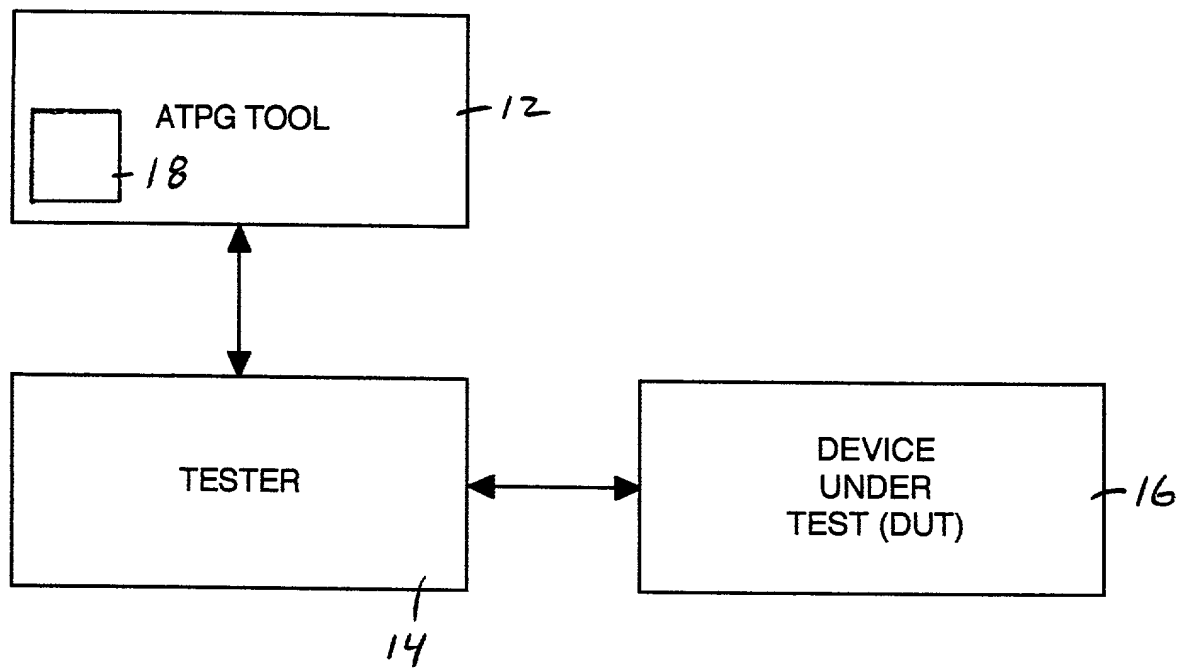 ATPG TOOL
12
18
TESTER
14
DEVICE
UNDER
TEST (DUT)
16